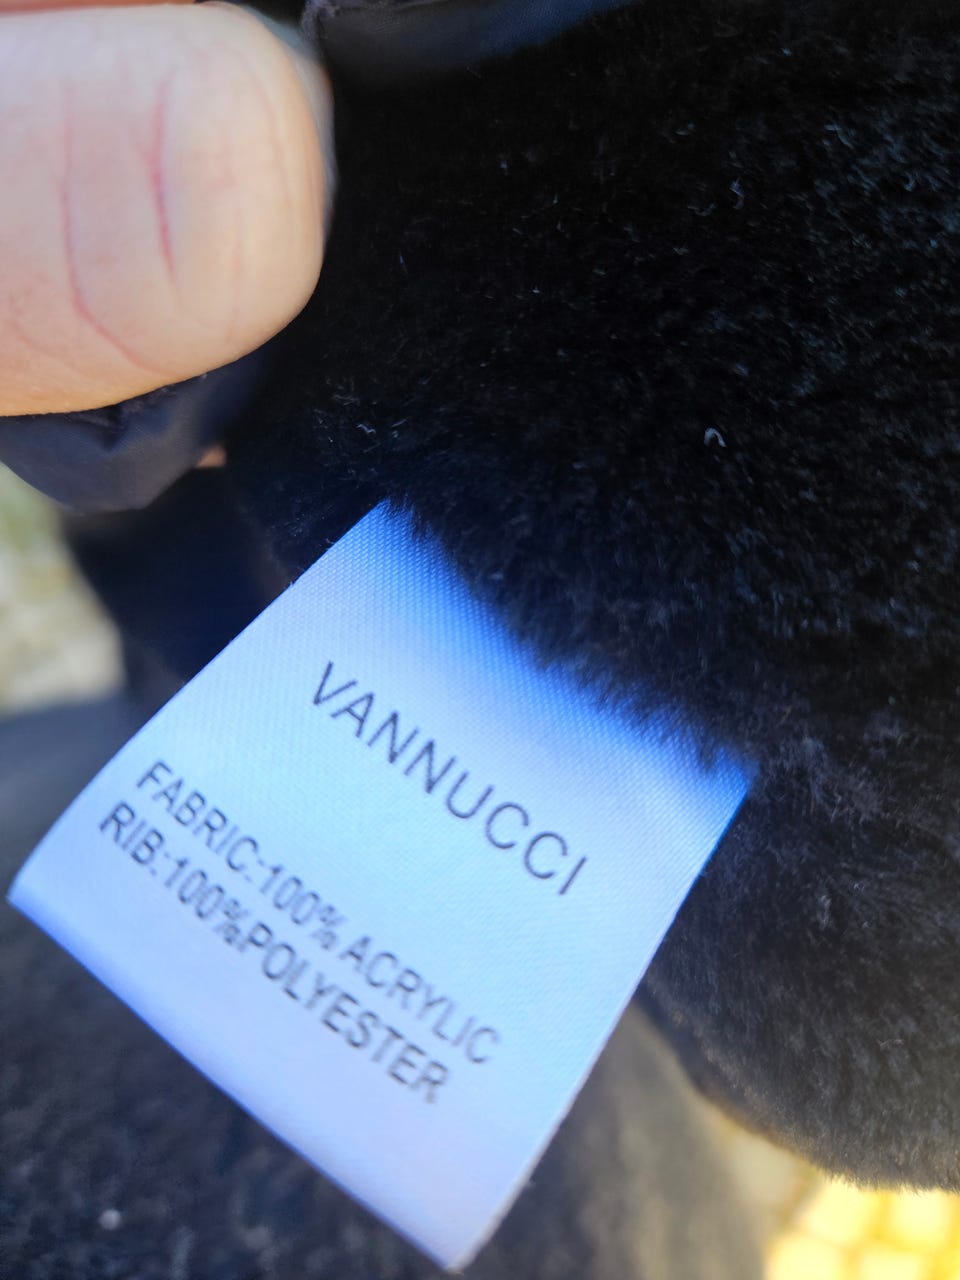 VANNUCCI
FABRIC:100% ACRYLIC
RIB:100%POLYESTER